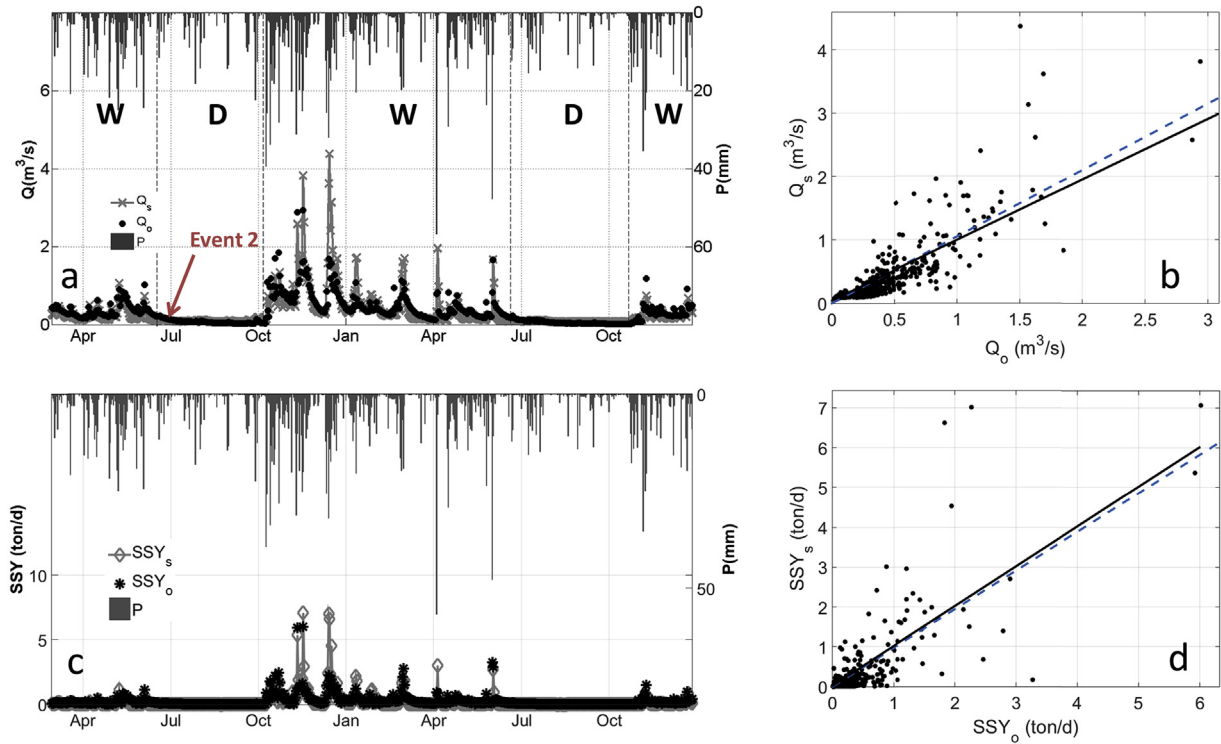 0
20
40
60
P(mm)
6
4
2
0
Q(m³/s)
W D W D W
Qs
Qo
P
Event 2
a
Apr Jul Oct Jan Apr Jul Oct
4
3
2
1
0
Qs (m³/s)
b
0 0.5 1 1.5 2 2.5 3
Qo (m³/s)
0
50
P(mm)
10
5
0
SSY (ton/d)
SSYs
SSYo
P
c
Apr Jul Oct Jan Apr Jul Oct
7
6
5
4
3
2
1
0
SSYs (ton/d)
d
0 1 2 3 4 5 6
SSYo (ton/d)